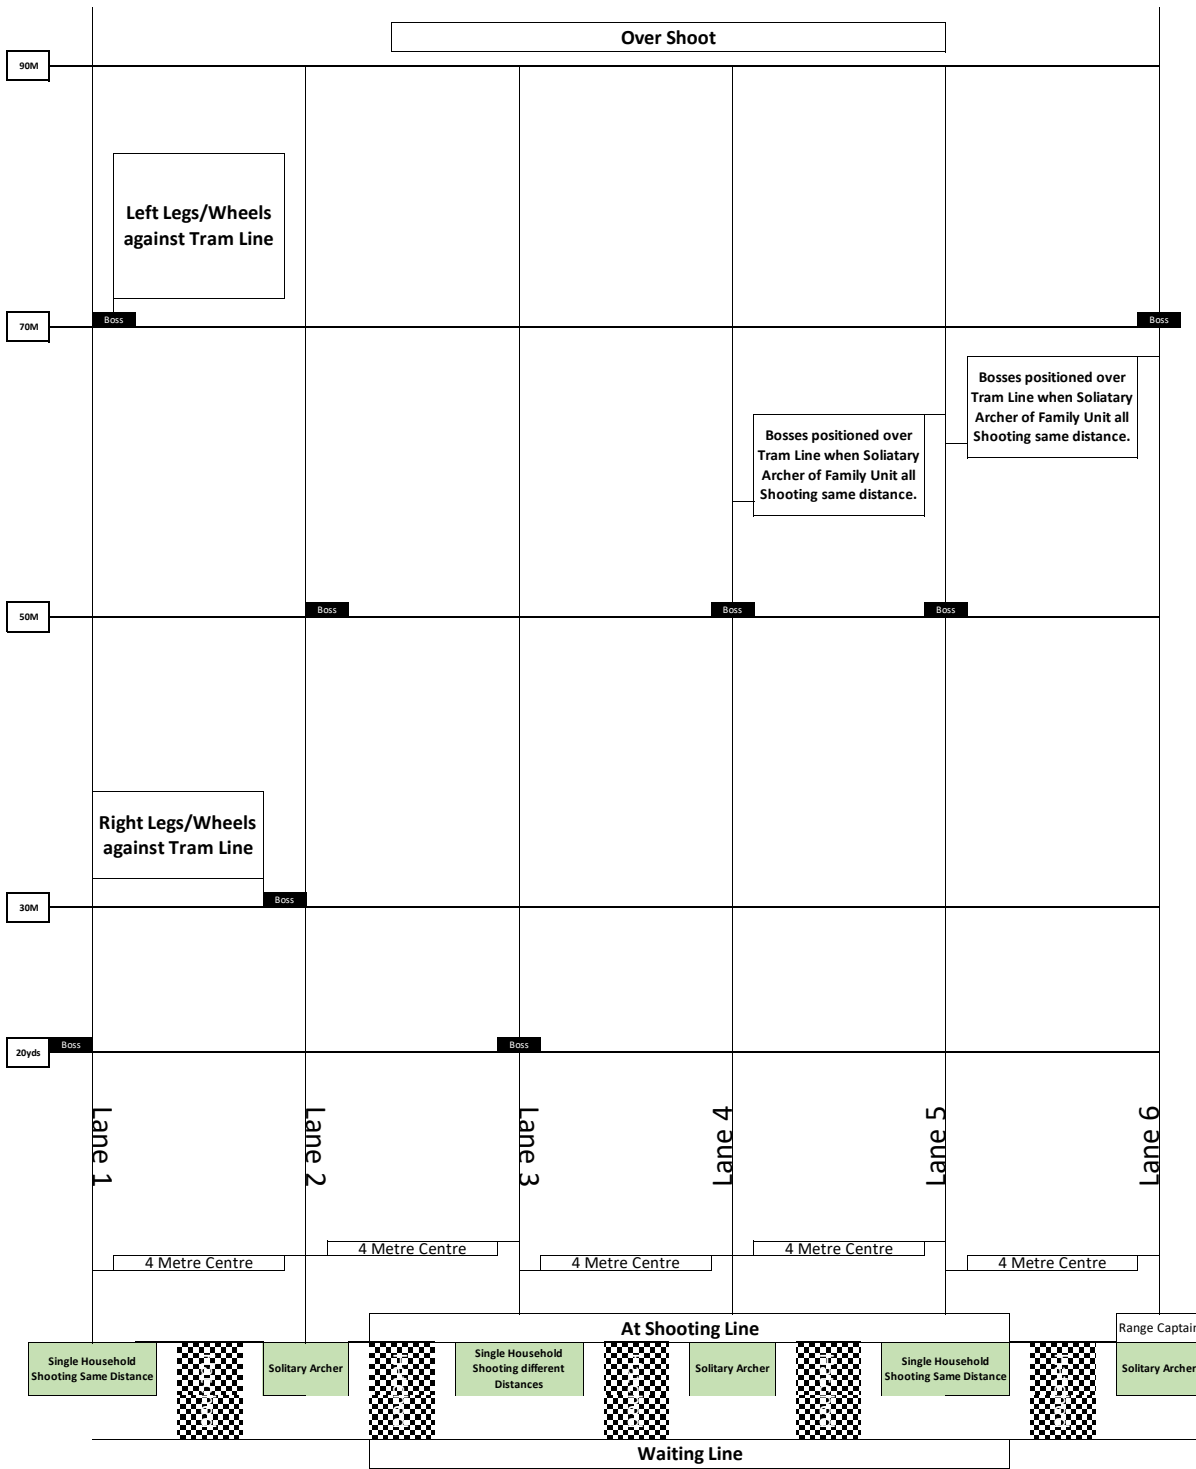 Over Shoot
90M
Left Legs/Wheels
against Tram Line
70M
Boss
Boss
Bosses positioned over
Tram Line when Soliatary
Archer of Family Unit all
Shooting same distance.
Bosses positioned over
Tram Line when Soliatary
Archer of Family Unit all
Shooting same distance.
50M
Boss
Boss
Boss
Right Legs/Wheels
against Tram Line
30M
Boss
20yds
Boss
Boss
Lane 1
Lane 2
Lane 3
Lane 4
Lane 5
Lane 6
4 Metre Centre
4 Metre Centre
4 Metre Centre
4 Metre Centre
4 Metre Centre
At Shooting Line
Range Captain
Single Household
Shooting Same Distance
Solitary Archer
Single Household
Shooting different
Distances
Solitary Archer
Single Household
Shooting Same Distance
Solitary Archer
Waiting Line